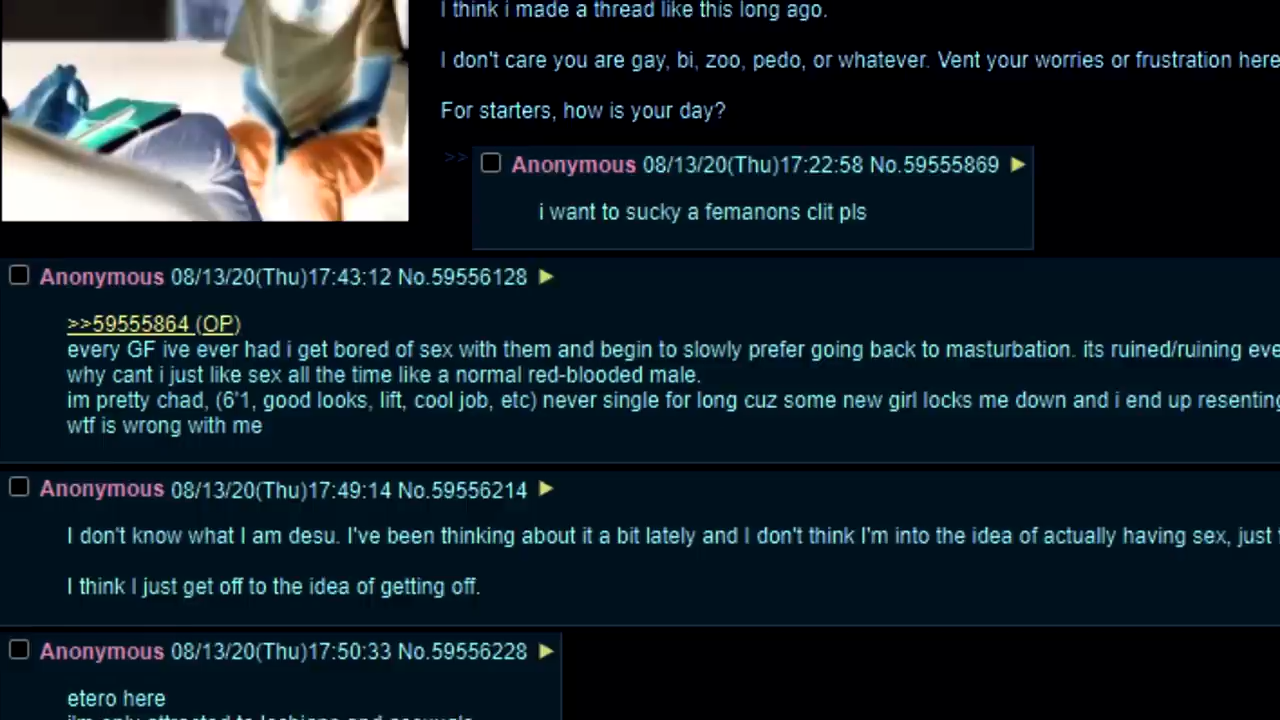 I think i made a thread like this long ago.
I don't care you are gay, bi, zoo, pedo, or whatever. Vent your worries or frustration here
For starters, how is your day?
>> Anonymous 08/13/20(Thu)17:22:58 No.59555869 ▶
i want to sucky a femanons clit pls
Anonymous 08/13/20(Thu)17:43:12 No.59556128 ▶
>>59555864 (OP)
every GF ive ever had i get bored of sex with them and begin to slowly prefer going back to masturbation. its ruined/ruining eve
why cant i just like sex all the time like a normal red-blooded male.
im pretty chad, (6'1, good looks, lift, cool job, etc) never single for long cuz some new girl locks me down and i end up resenting
wtf is wrong with me
Anonymous 08/13/20(Thu)17:49:14 No.59556214 ▶
I don't know what I am desu. I've been thinking about it a bit lately and I don't think I'm into the idea of actually having sex, just
I think I just get off to the idea of getting off.
Anonymous 08/13/20(Thu)17:50:33 No.59556228 ▶
etero here
i'm only attracted to lesbians and asexuals